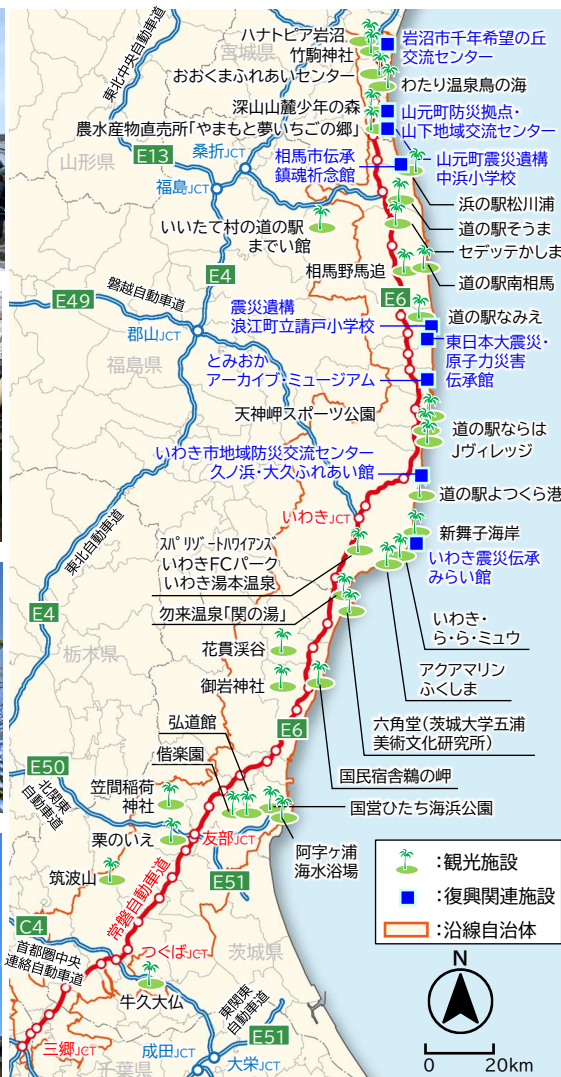 ハナトピア岩沼
竹駒神社
おおくまふれあいセンター
岩沼市千年希望の丘
交流センター
わたり温泉鳥の海
宮城県
東北中央自動車道
深山山麓少年の森
農水産物直売所「やまもと夢いちごの郷」
山元町防災拠点・
山下地域交流センター
山形県
E13
桑折JCT
福島JCT
相馬市伝承
鎮魂祈念館
山元町震災遺構
中浜小学校
浜の駅松川浦
道の駅そうま
いいたて村の道の駅
までい館
セデッテかしま
相馬野馬追
道の駅南相馬
E4
E49
磐越自動車道
E6
震災遺構
浪江町立請戸小学校
道の駅なみえ
郡山JCT
東日本大震災・
原子力災害
伝承館
福島県
とみおか
アーカイブ・ミュージアム
天神岬スポーツ公園
道の駅ならは
Jヴィレッジ
いわき市地域防災交流センター
久ノ浜・大久ふれあい館
道の駅よつくら港
いわきJCT
東北自動車道
新舞子海岸
スパリゾートハワイアンズ
いわきFCパーク
いわき湯本温泉
いわき震災伝承
みらい館
E4
勿来温泉「関の湯」
いわき・
ら・ら・ミュウ
栃木県
花貫渓谷
御岩神社
アクアマリン
ふくしま
六角堂(茨城大学五浦
美術文化研究所)
弘道館
E6
偕楽園
国民宿舎鵜の岬
E50
北関東
自動車道
笠間稲荷
神社
国営ひたち海浜公園
栗のいえ
友部JCT
阿字ヶ浦
海水浴場
筑波山
E51
常磐自動車道
:観光施設
:復興関連施設
:沿線自治体
C4
首都圏中央
連絡自動車道
つくばJCT
茨城県
牛久大仏
東関東
自動車道
E51
N
三郷JCT
成田JCT
大栄JCT
千葉県
0 20km